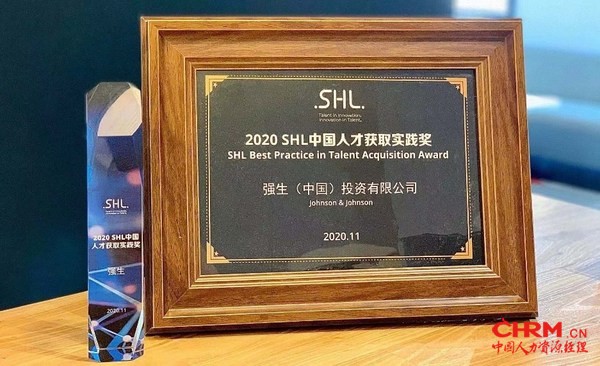 .SHL.
Talent in Innovation.
Innovation in Talent.
2020 SHL中国人才获取实践奖
SHL Best Practice in Talent Acquisition Award
强生（中国）投资有限公司
Johnson & Johnson
2020.11
.SHL.
2020 SHL中国
人才获取实践奖
强生
2020.11
CHRM.CN
中国人力资源经理